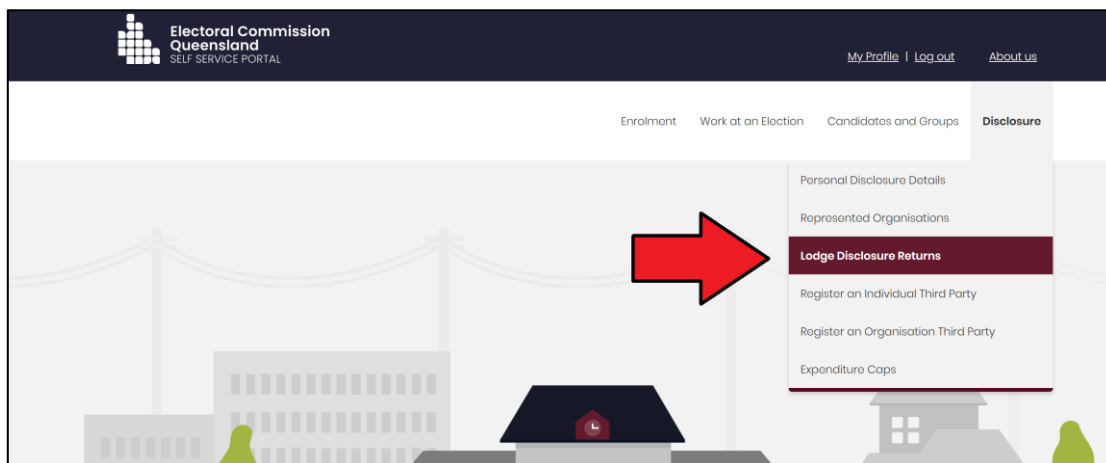 Electoral Commission
Queensland
SELF SERVICE PORTAL
My Profile | Log out About us
Enrolment Work at an Election Candidates and Groups Disclosure
Personal Disclosure Details
Represented Organisations
Lodge Disclosure Returns
Register an Individual Third Party
Register an Organisation Third Party
Expenditure Caps